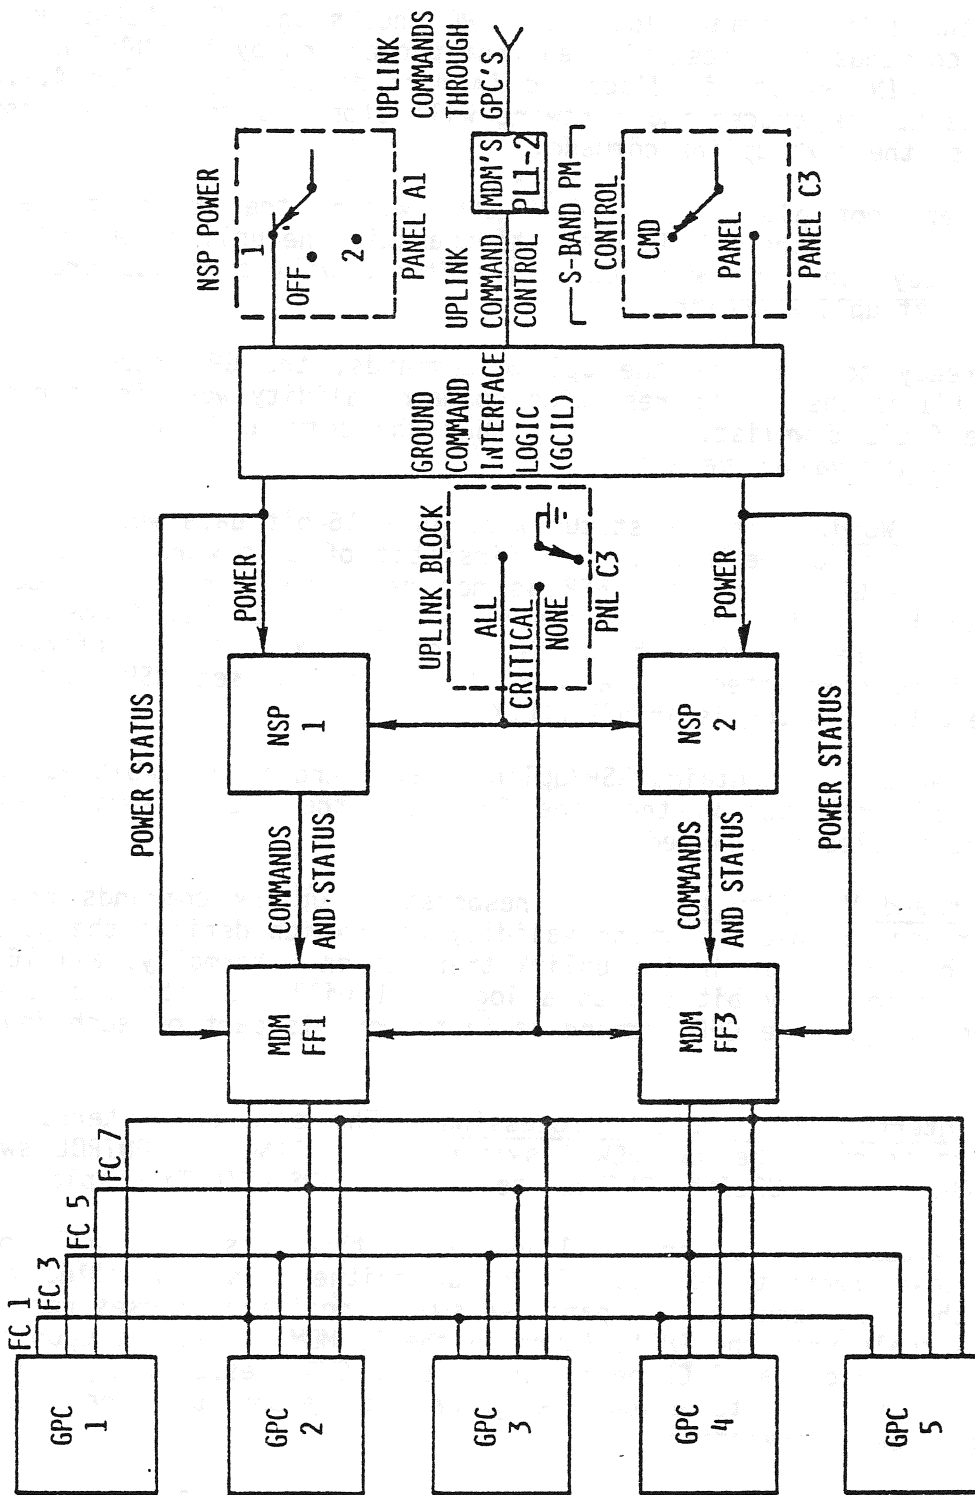 GPC
1
GPC
2
GPC
3
GPC
4
GPC
5
FC 1
FC 3
FC 5
FC 7
MDM
FF1
MDM
FF3
POWER STATUS
COMMANDS
AND STATUS
COMMANDS
AND STATUS
POWER STATUS
NSP
1
NSP
2
UPLINK BLOCK
ALL
CRITICAL
NONE
PNL C3
POWER
POWER
GROUND
COMMAND
INTERFACE
LOGIC
(GCIL)
NSP POWER
1
OFF
2
PANEL A1
UPLINK
COMMAND
CONTROL
MDM'S
PL1-2
UPLINK
COMMANDS
THROUGH
GPC'S
S-BAND PM
CONTROL
CMD
PANEL
PANEL C3